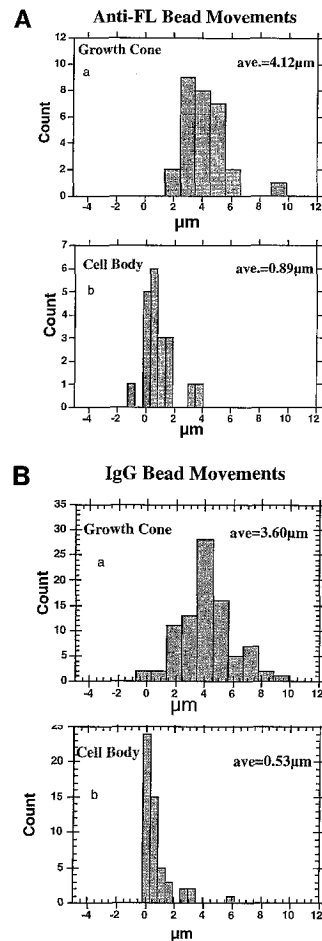 A Anti-FL Bead Movements
12
Growth Cone
ave.=4.12µm
a
10
8
6
4
2
0
Count
-4 -2 0 2 4 6 8 10 12
µm
7
Cell Body
ave.=0.89µm
6
b
5
4
3
2
1
0
Count
-4 -2 0 2 4 6 8 10 12
µm
B IgG Bead Movements
35
Growth Cone
ave=3.60µm
30
a
25
20
15
10
5
0
Count
-4 -2 0 2 4 6 8 10 12
µm
25
Cell Body
ave=0.53µm
20
b
15
10
5
0
Count
-4 -2 0 2 4 6 8 10 12
µm